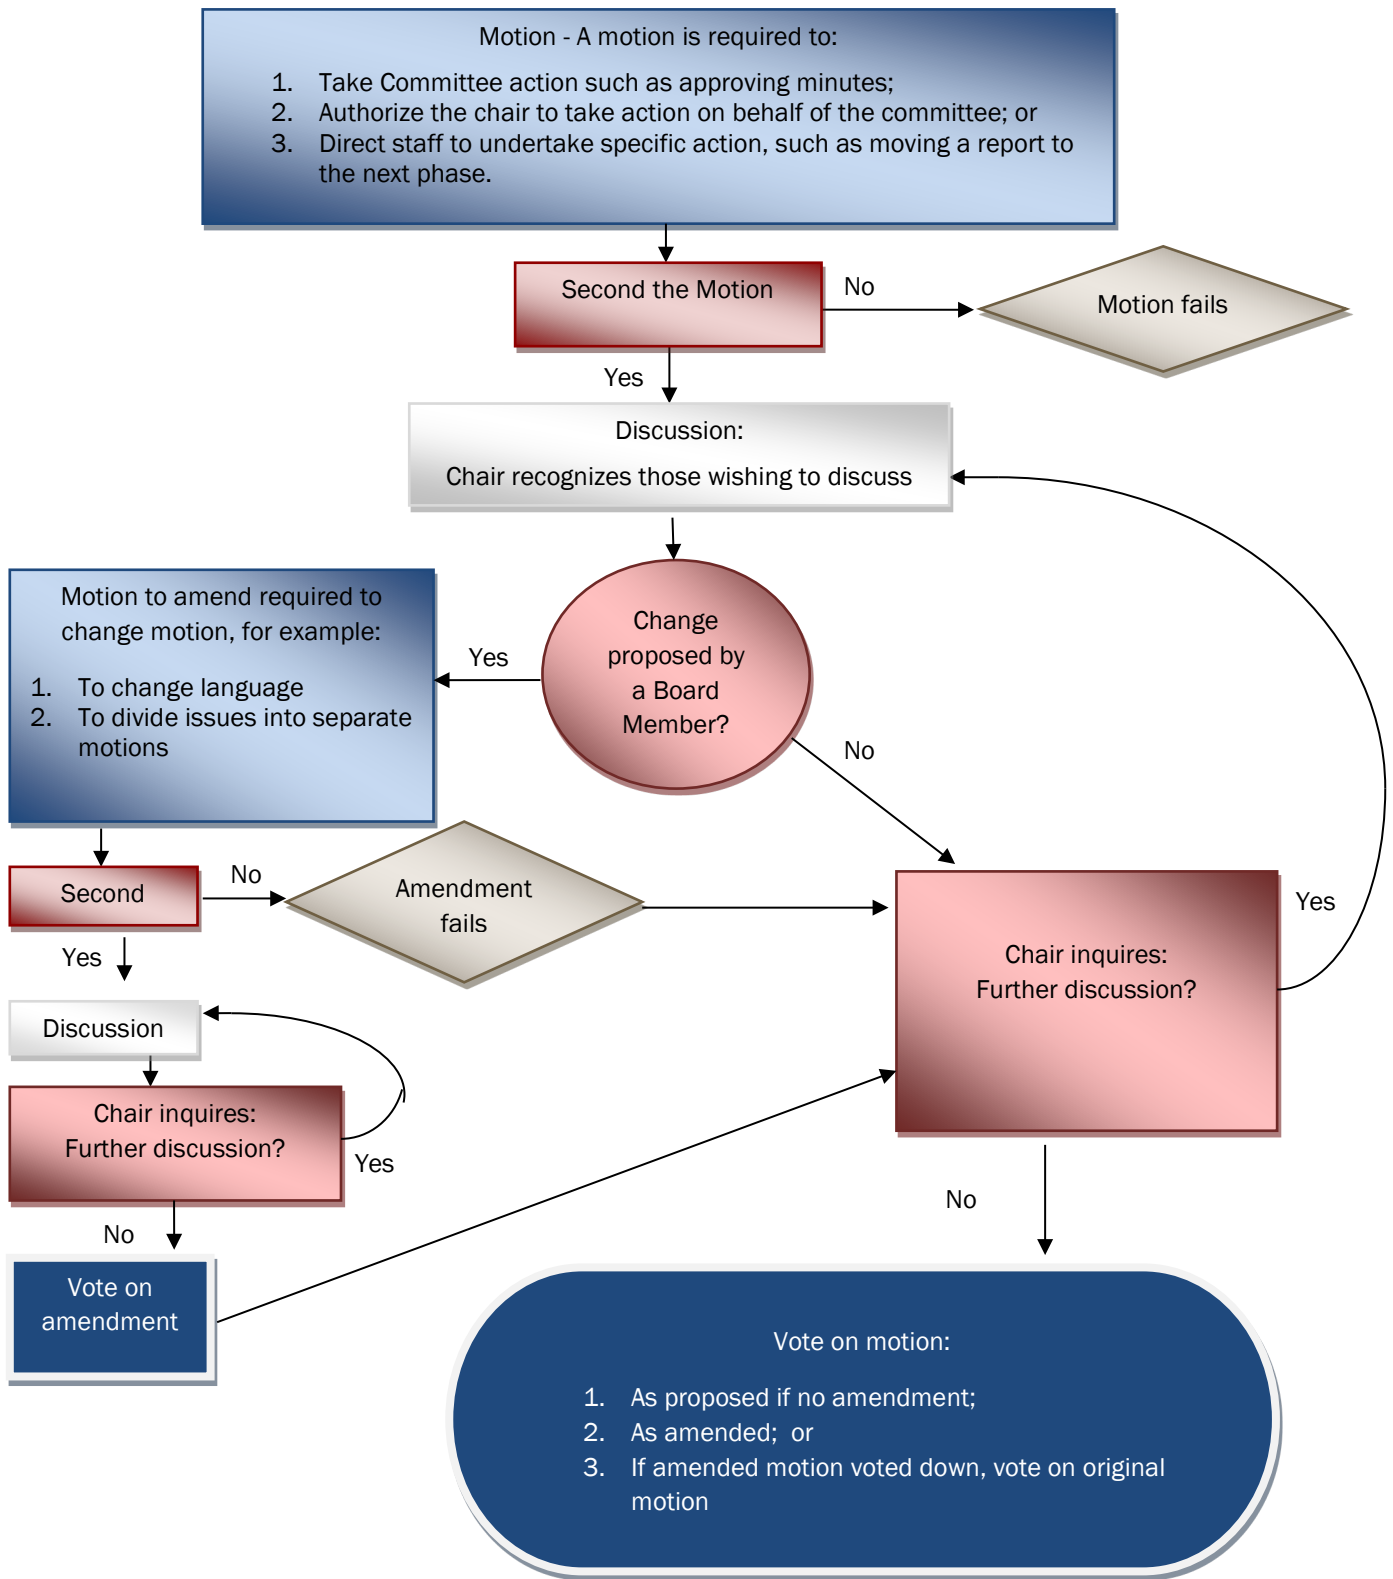 Motion - A motion is required to:
1. Take Committee action such as approving minutes;
2. Authorize the chair to take action on behalf of the committee; or
3. Direct staff to undertake specific action, such as moving a report to
the next phase.
Second the Motion
No
Motion fails
Yes
Discussion:
Chair recognizes those wishing to discuss
Motion to amend required to
change motion, for example:
1. To change language
2. To divide issues into separate
motions
Yes
Change
proposed by
a Board
Member?
No
Second
No
Amendment
fails
Yes
Chair inquires:
Further discussion?
Yes
Discussion
Chair inquires:
Further discussion?
Yes
No
No
Vote on
amendment
Vote on motion:
1. As proposed if no amendment;
2. As amended; or
3. If amended motion voted down, vote on original
motion